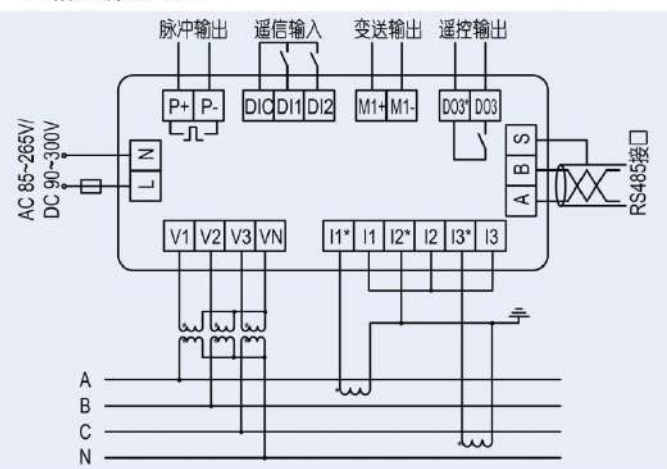 脉冲输出 遥信输入 变送输出 遥控输出
P+ P- DIC DI1 DI2 M1+ M1- DO3* DO3
AC 85~265V/
DC 90~300V
N
L
S
B
A
RS485接口
V1 V2 V3 VN I1* I1 I2* I2 I3* I3
A
B
C
N